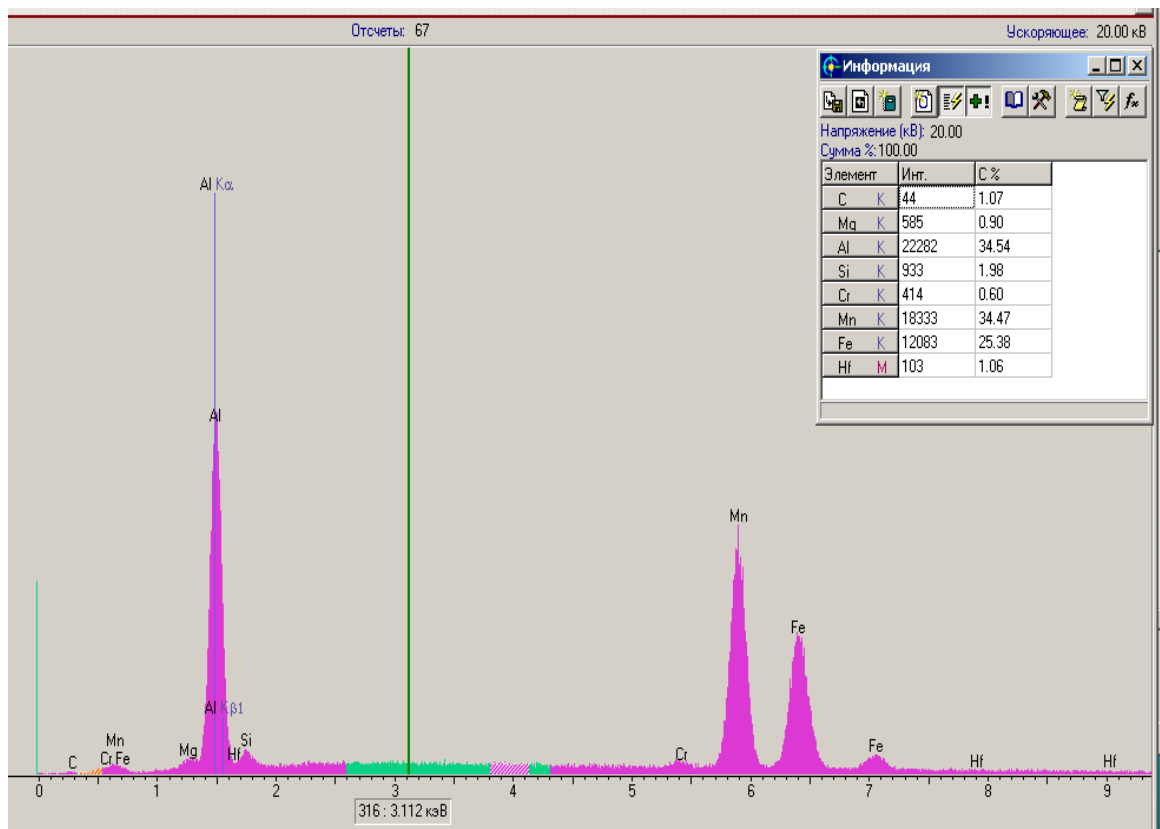 Отсчеты: 67
Ускоряющее: 20.00 кВ
Информация
Напряжение (кВ): 20.00
Сумма %: 100.00
Элемент Инт. C %
C K 44 1.07
Mg K 585 0.90
Al K 22282 34.54
Si K 933 1.98
Cr K 414 0.60
Mn K 18333 34.47
Fe K 12083 25.38
Hf M 103 1.06
Al Kα
Al
Mn
Fe
Al Kβ1
Mn
C Cr Fe Mg Hf Si Cr Fe Hf Hf
0 1 2 3 4 5 6 7 8 9
316 : 3.112 кэВ